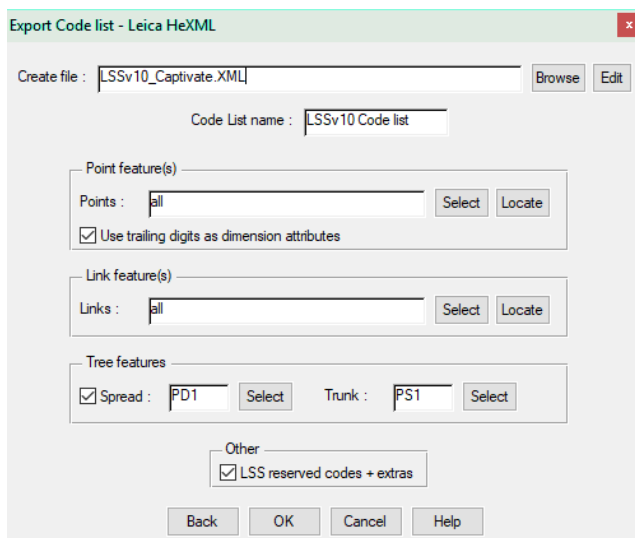 Export Code list - Leica HeXML x
Create file : LSSv10_Captivate.XML Browse Edit
Code List name : LSSv10 Code list
Point feature(s)
Points : all Select Locate
Use trailing digits as dimension attributes
Link feature(s)
Links : all Select Locate
Tree features
Spread : PD1 Select Trunk : PS1 Select
Other
LSS reserved codes + extras
Back OK Cancel Help